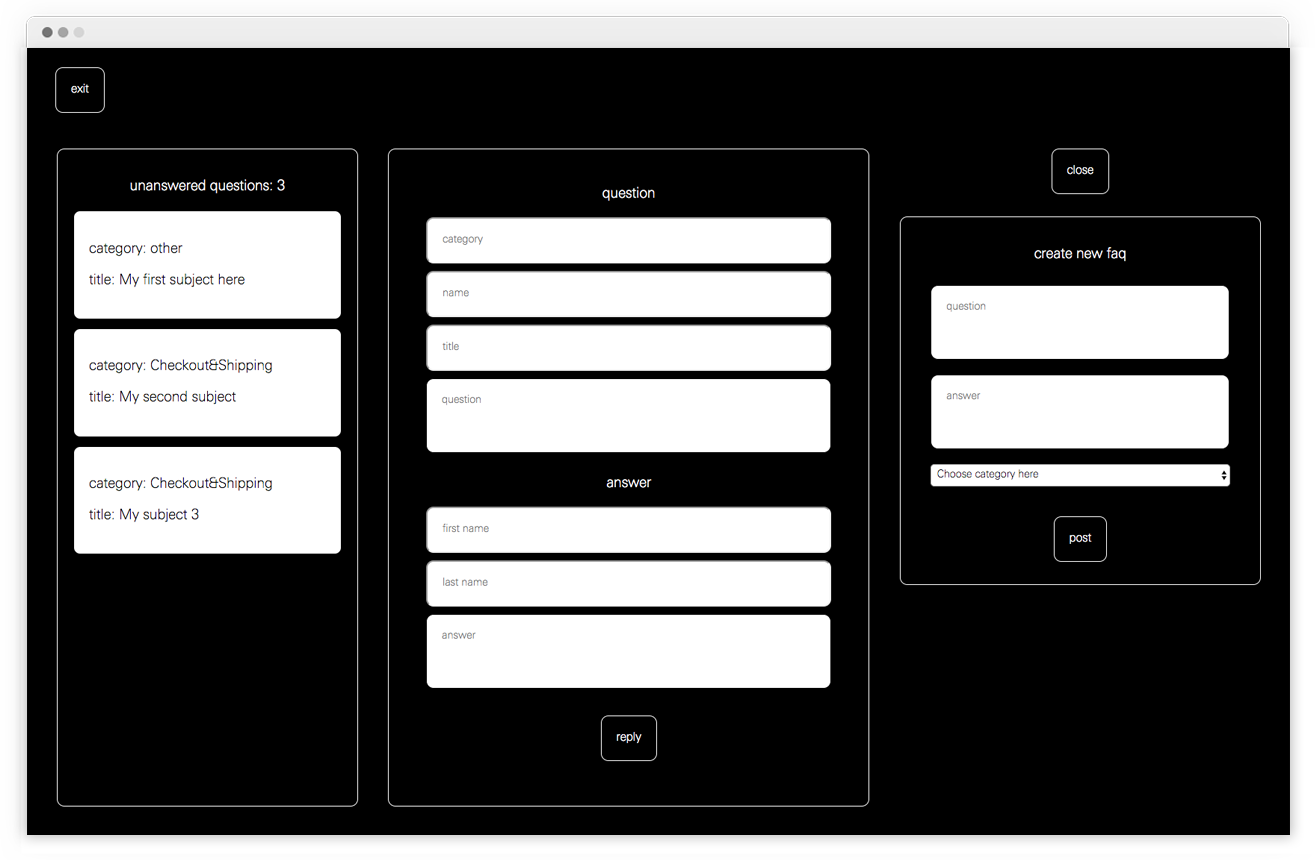 exit
unanswered questions: 3
category: other
title: My first subject here
category: Checkout&Shipping
title: My second subject
category: Checkout&Shipping
title: My subject 3
question
category
name
title
question
answer
first name
last name
answer
reply
close
create new faq
question
answer
Choose category here
post